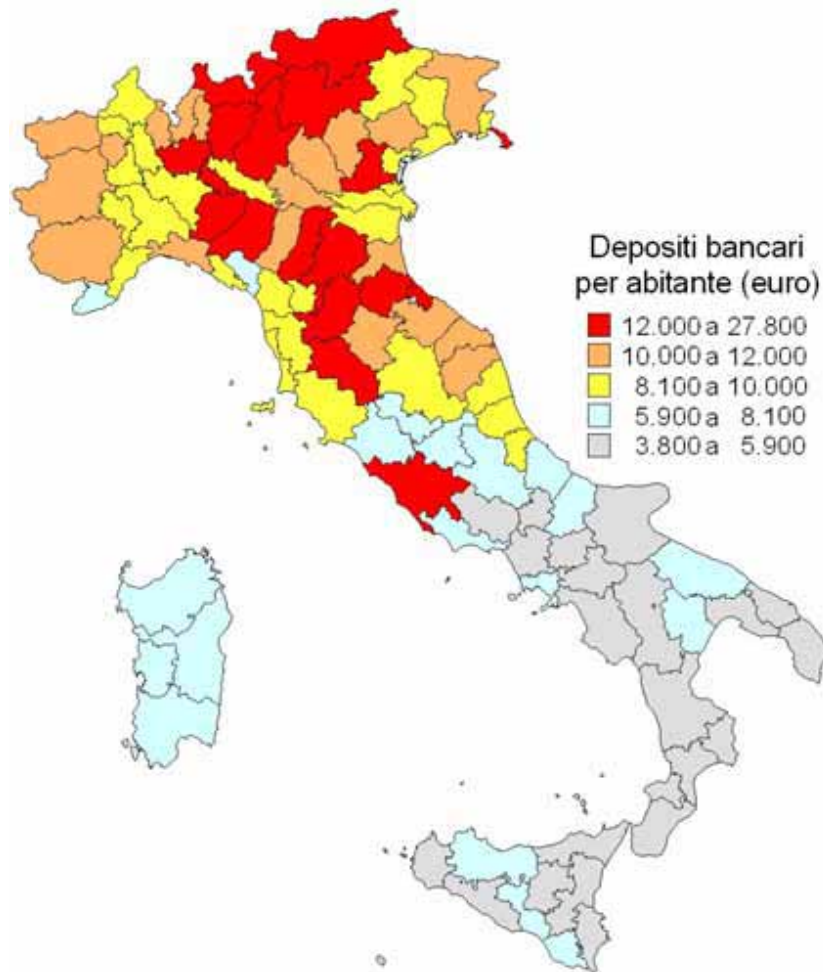 Depositi bancari
per abitante (euro)
12.000 a 27.800
10.000 a 12.000
8.100 a 10.000
5.900 a 8.100
3.800 a 5.900